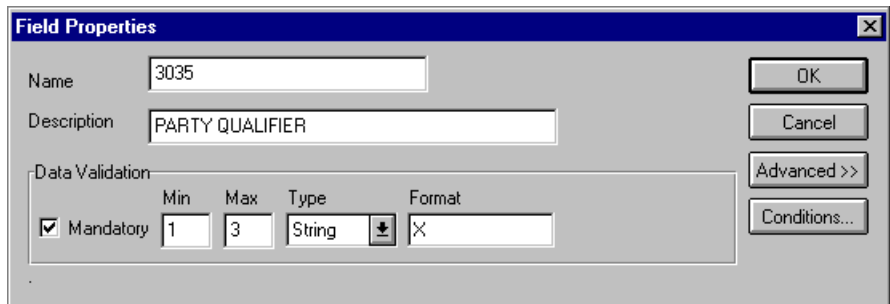 Field Properties
Name 3035 OK
Description PARTY QUALIFIER Cancel
Data Validation Advanced >>
Min Max Type Format
Mandatory 1 3 String X Conditions...
.